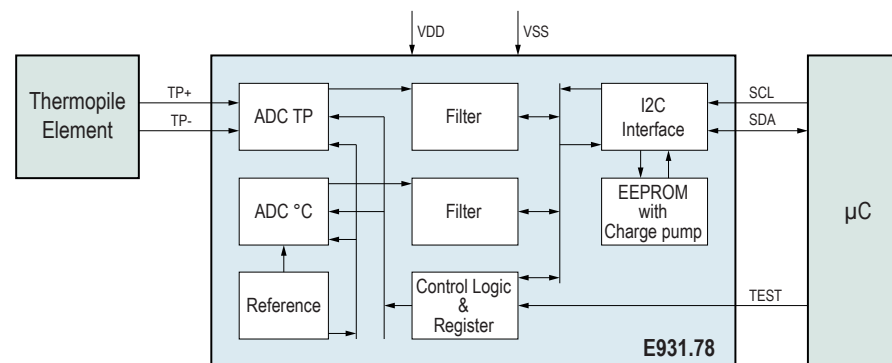 VDD
VSS
Thermopile
Element
TP+
TP-
ADC TP
Filter
I2C
Interface
SCL
SDA
ADC °C
Filter
EEPROM
with
Charge pump
µC
Reference
Control Logic
&
Register
TEST
E931.78